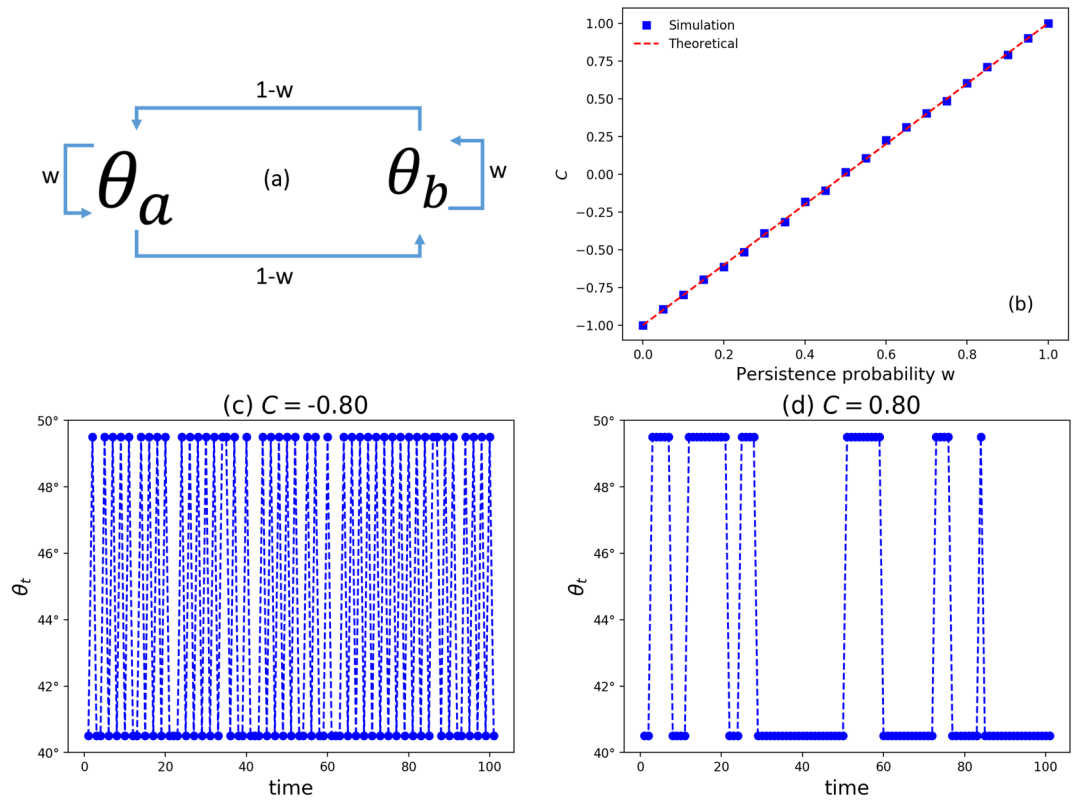 1-w
w
θa
(a)
θb
w
1-w
1.00
0.75
0.50
0.25
0.00
−0.25
−0.50
−0.75
−1.00
C
Simulation
Theoretical
(b)
0.0 0.2 0.4 0.6 0.8 1.0
Persistence probability w
(c) C = -0.80
50°
48°
46°
44°
42°
40°
θt
0 20 40 60 80 100
time
(d) C = 0.80
50°
48°
46°
44°
42°
40°
θt
0 20 40 60 80 100
time